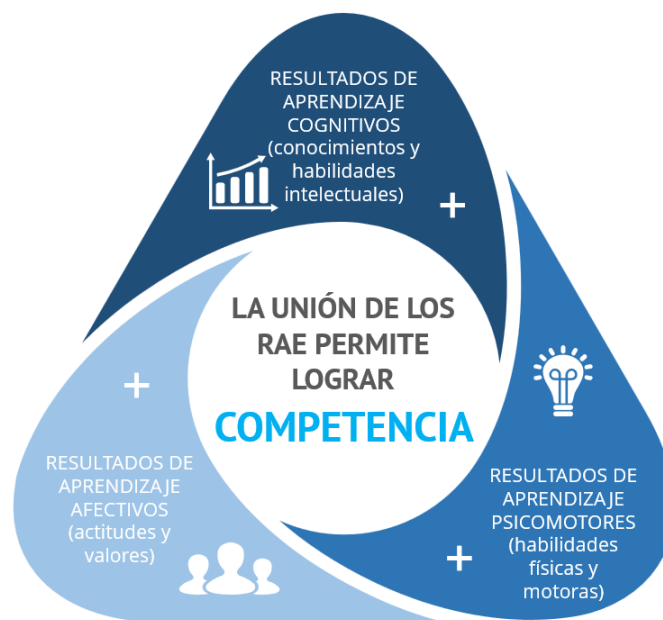 RESULTADOS DE
APRENDIZAJE
COGNITIVOS
(conocimientos y
habilidades
intelectuales)
+
LA UNIÓN DE LOS
RAE PERMITE
LOGRAR
COMPETENCIA
+
RESULTADOS DE
APRENDIZAJE
AFECTIVOS
(actitudes y
valores)
RESULTADOS DE
APRENDIZAJE
PSICOMOTORES
(habilidades
físicas y
motoras)
+